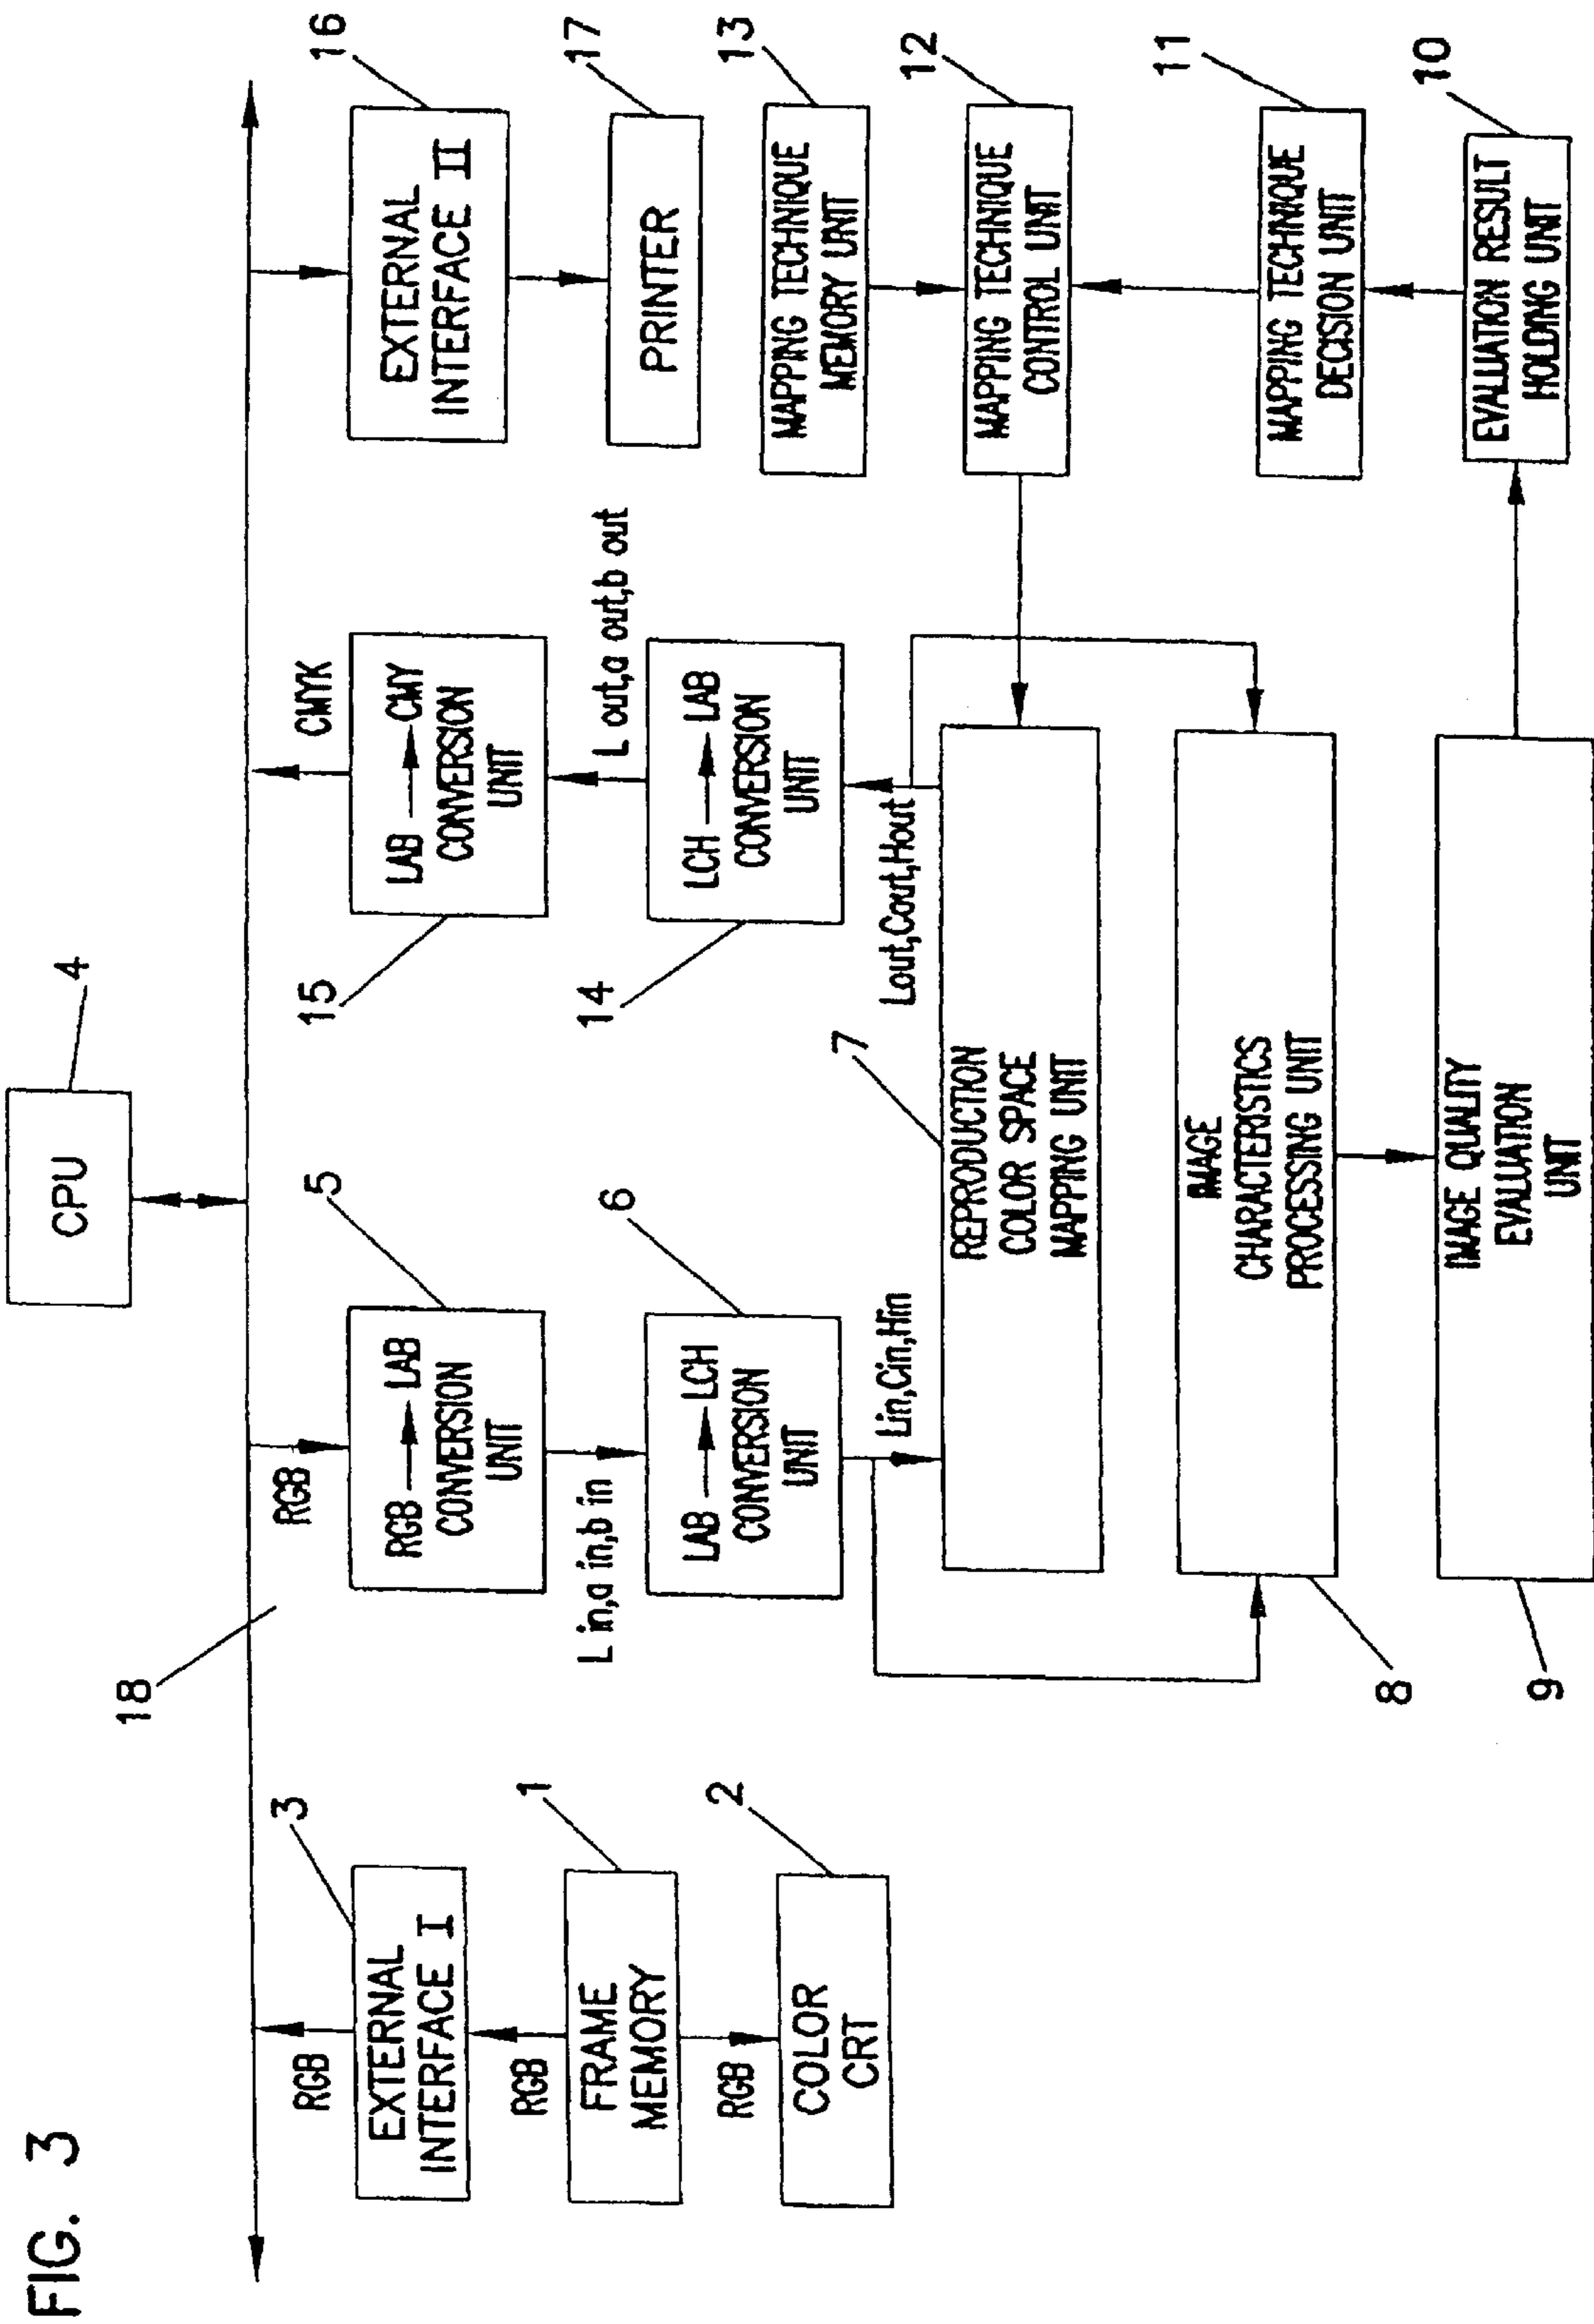 FIG. 3
CPU
4
18
3
EXTERNAL
INTERFACE I
RGB
1
FRAME
MEMORY
RGB
RGB
2
COLOR
CRT
RGB
5
RGB → LAB
CONVERSION
UNIT
L in,a in,b in
6
LAB → LCH
CONVERSION
UNIT
Lin,Cin,Hin
CMYK
15
LAB → CMY
CONVERSION
UNIT
L out,a out,b out
14
LCH → LAB
CONVERSION
UNIT
Lout,Cout,Hout
7
REPRODUCTION
COLOR SPACE
MAPPING UNIT
IMAGE
CHARACTERISTICS
PROCESSING UNIT
8
IMAGE QUALITY
EVALUATION
UNIT
9
16
EXTERNAL
INTERFACE II
17
PRINTER
13
MAPPING TECHNIQUE
MEMORY UNIT
12
MAPPING TECHNIQUE
CONTROL UNIT
11
MAPPING TECHNIQUE
DECISION UNIT
10
EVALUATION RESULT
HOLDING UNIT